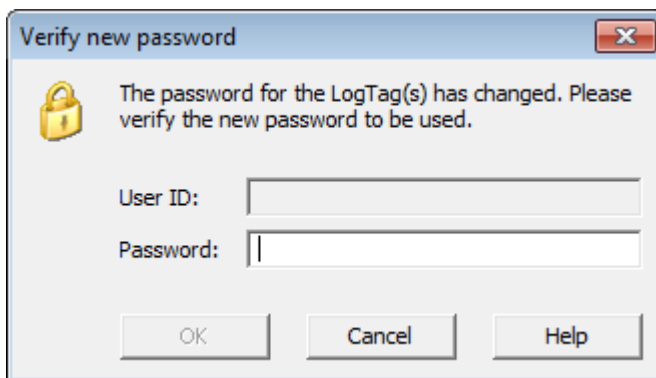 Verify new password
The password for the LogTag(s) has changed. Please
verify the new password to be used.
User ID:
Password:
OK Cancel Help